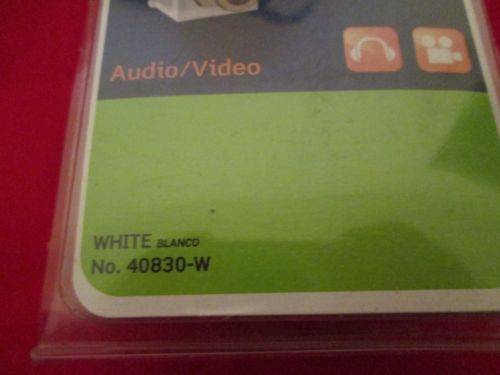 Audio/Video
WHITE BLANCO
No. 40830-W